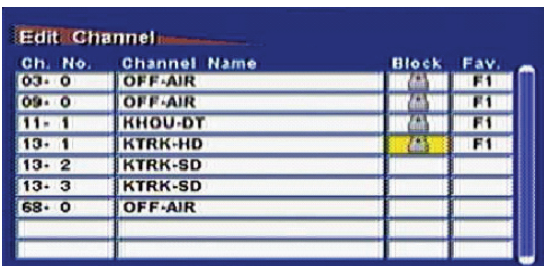 Edit Channel
Ch. No. Channel Name Block Fav.
03- 0 OFF-AIR F1
09- 0 OFF-AIR F1
11- 1 KHOU-DT F1
13- 1 KTRK-HD F1
13- 2 KTRK-SD
13- 3 KTRK-SD
68- 0 OFF-AIR